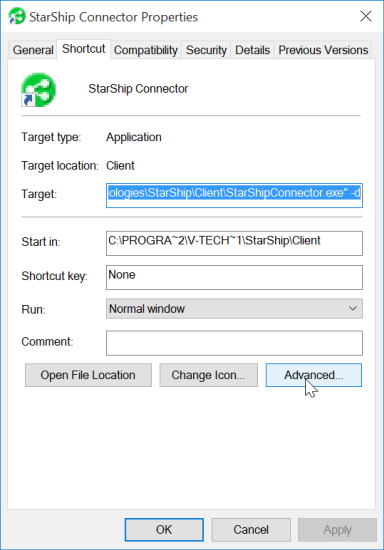 StarShip Connector Properties
General Shortcut Compatibility Security Details Previous Versions
StarShip Connector
Target type: Application
Target location: Client
Target: ologies\StarShip\Client\StarShipConnector.exe" -d
Start in: C:\PROGRA~2\V-TECH~1\StarShip\Client
Shortcut key: None
Run: Normal window
Comment:
Open File Location Change Icon... Advanced...
OK Cancel Apply